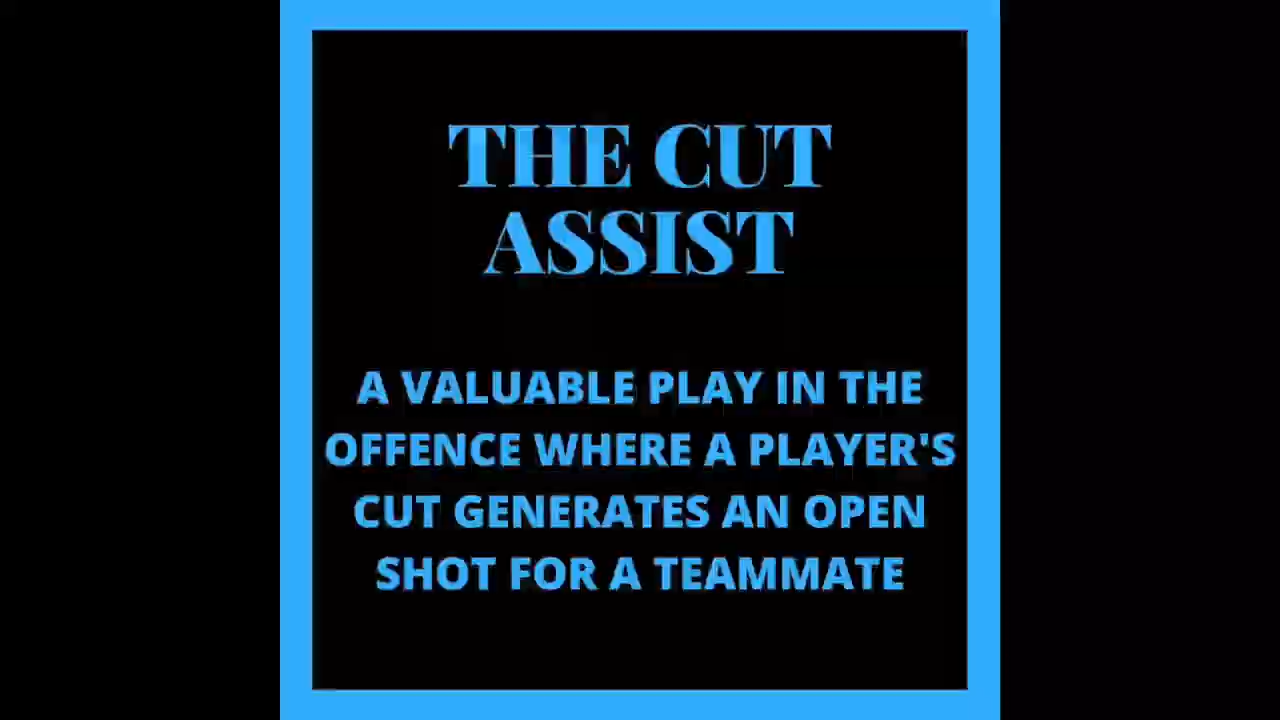 THE CUT
ASSIST
A VALUABLE PLAY IN THE
OFFENCE WHERE A PLAYER'S
CUT GENERATES AN OPEN
SHOT FOR A TEAMMATE